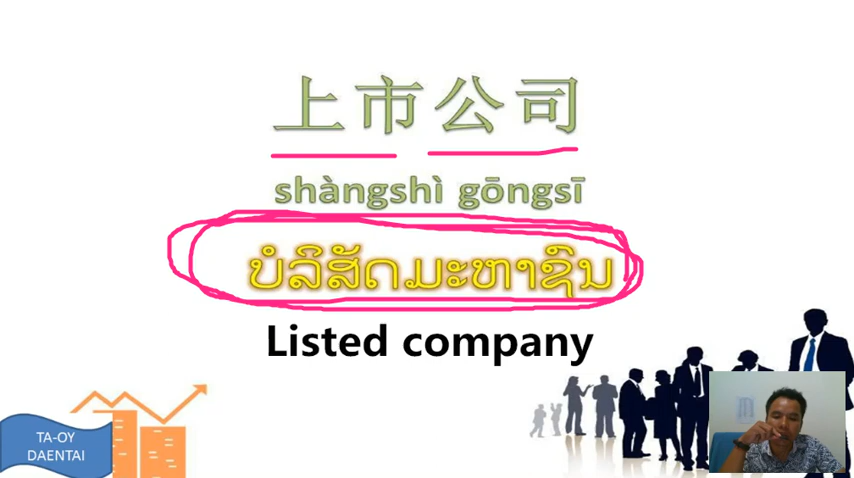 上市公司
shàngshì gōngsī
ບໍລິສັດມະຫາຊົນ
Listed company
TA-OY
DAENTAI